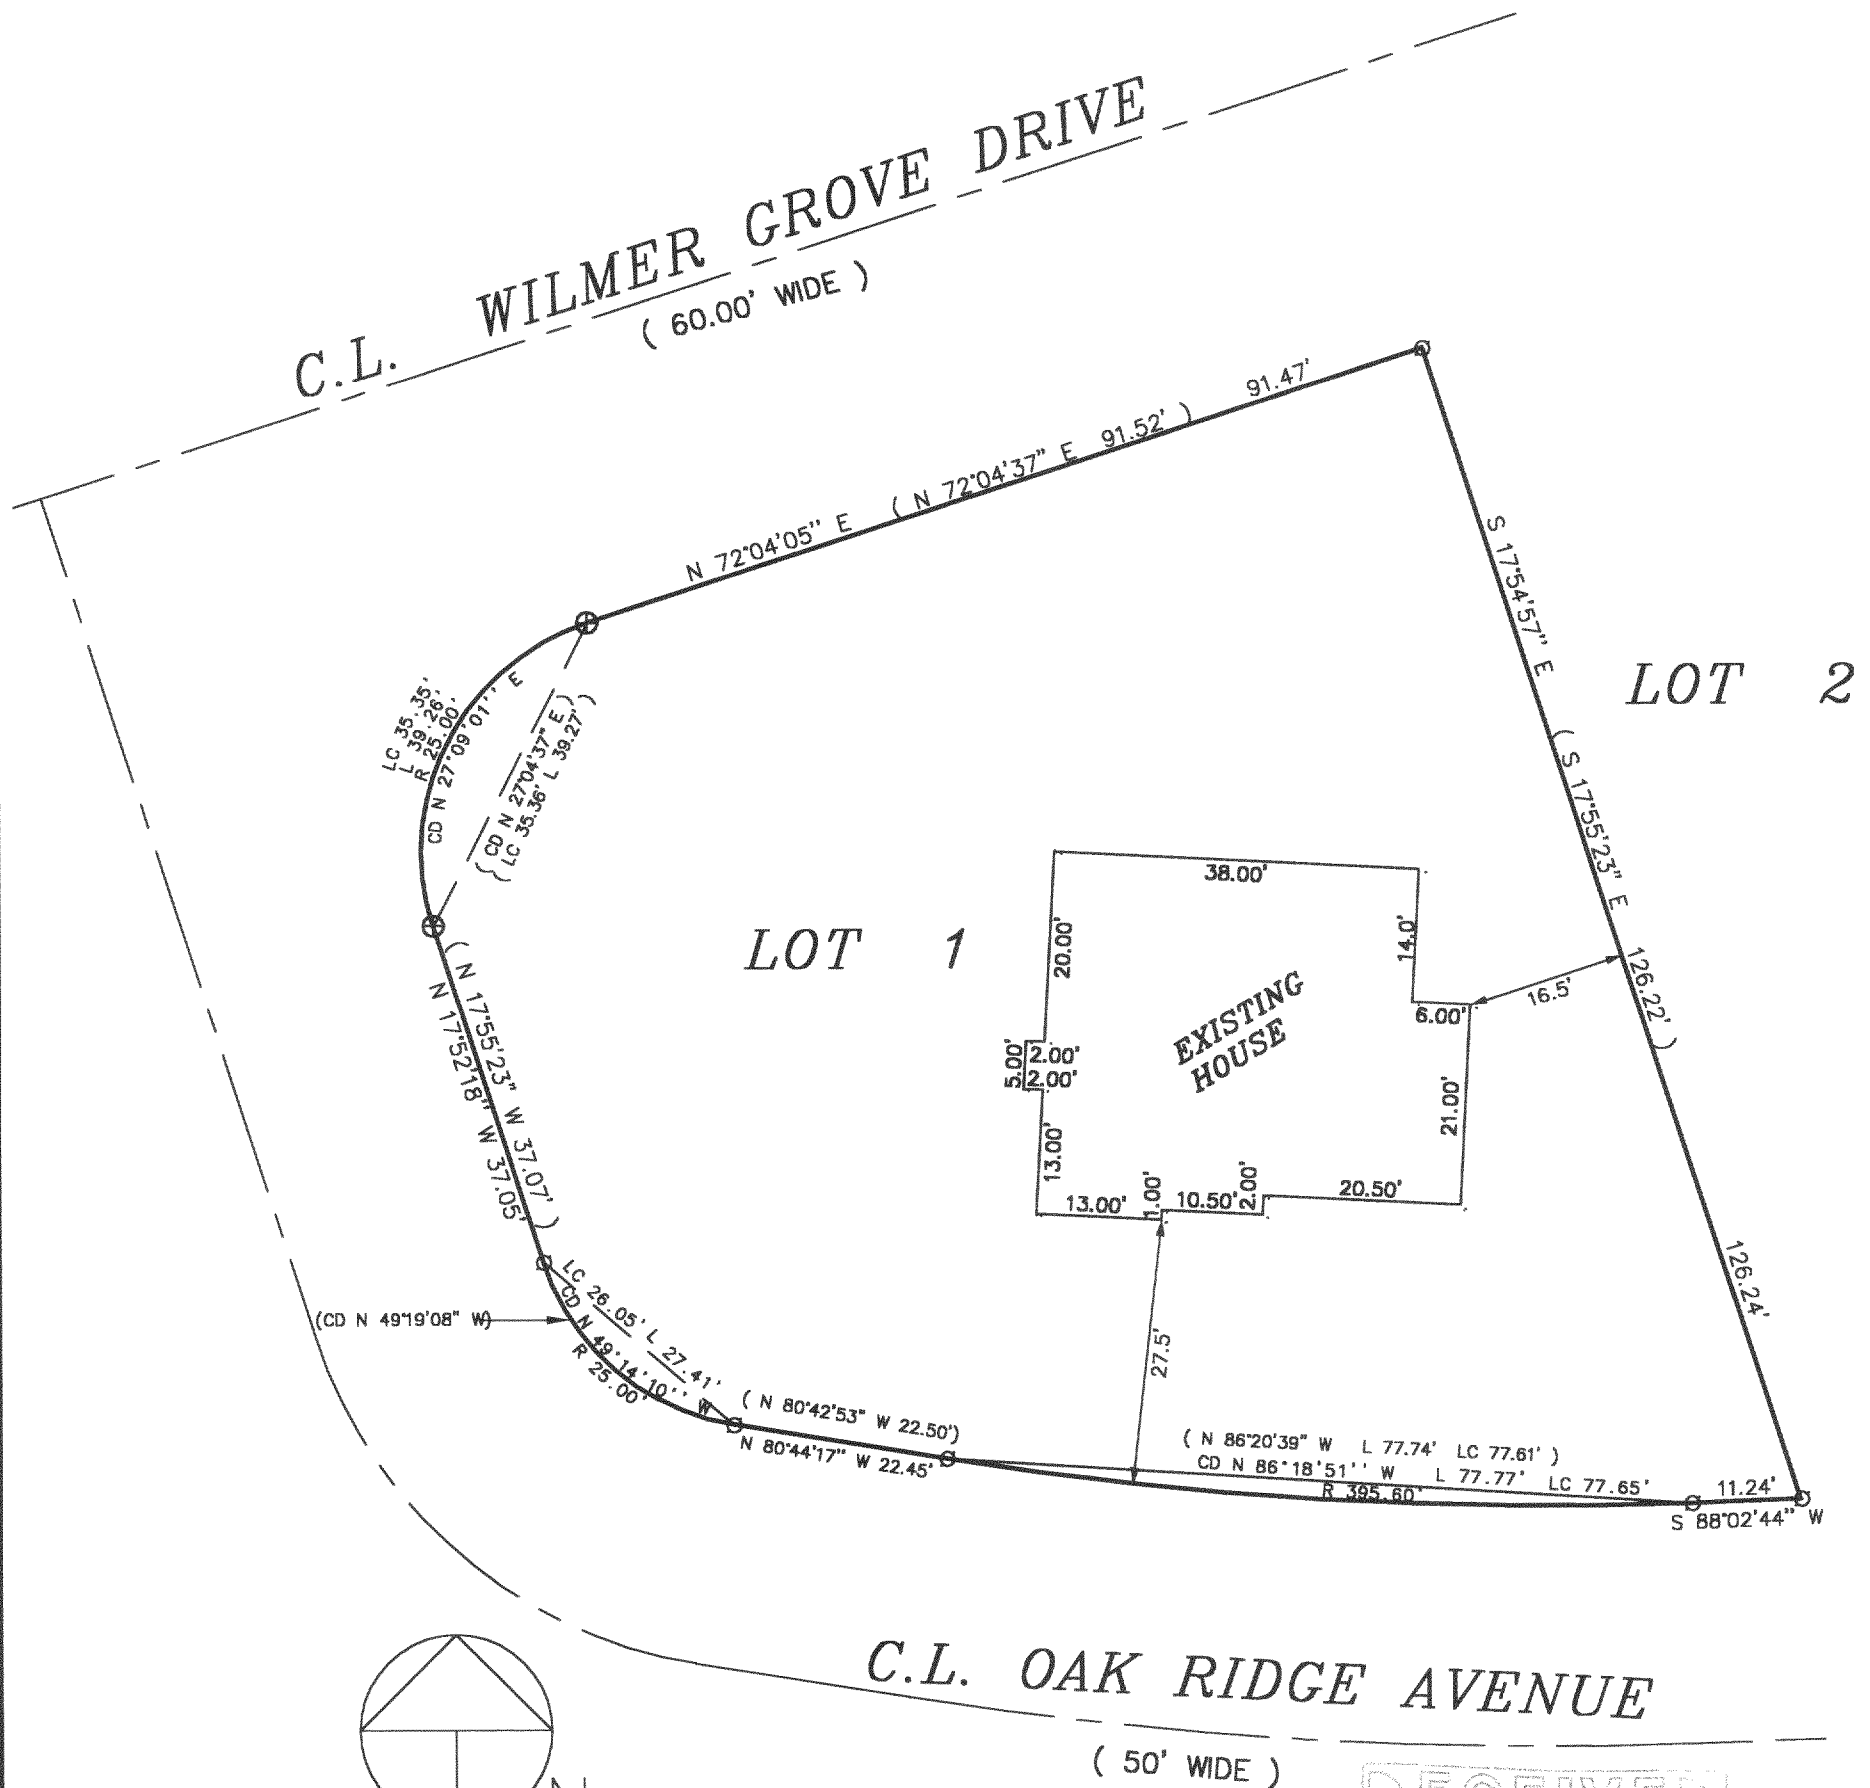 C.L. WILMER GROVE DRIVE
( 60.00' WIDE )
91.47'
N 72°04'05" E ( N 72°04'37" E 91.52' )
S 17°54'57" E ( S 17°55'23" E 126.22' )
126.24'
LOT 2
LC 35.35'
L 39.26'
R 25.00'
CD N 27°09'01'' E
( CD N 27°04'37" E )
( LC 35.36' L 39.27' )
LOT 1
38.00'
20.00'
14.0'
6.00'
16.5'
EXISTING
HOUSE
5.00'
2.00'
2.00'
21.00'
13.00'
13.00'
1.00'
10.50'
2.00'
20.50'
( N 17°55'23" W 37.07' )
N 17°52'18" W 37.05'
(CD N 49°19'08" W)
LC 26.05' L 27.41'
CD N 49°14'10'' W
R 25.00'
27.5'
( N 80°42'53" W 22.50')
N 80°44'17" W 22.45'
( N 86°20'39" W L 77.74' LC 77.61' )
CD N 86°18'51'' W L 77.77' LC 77.65'
R 395.60'
11.24'
S 88°02'44" W
C.L. OAK RIDGE AVENUE
( 50' WIDE )